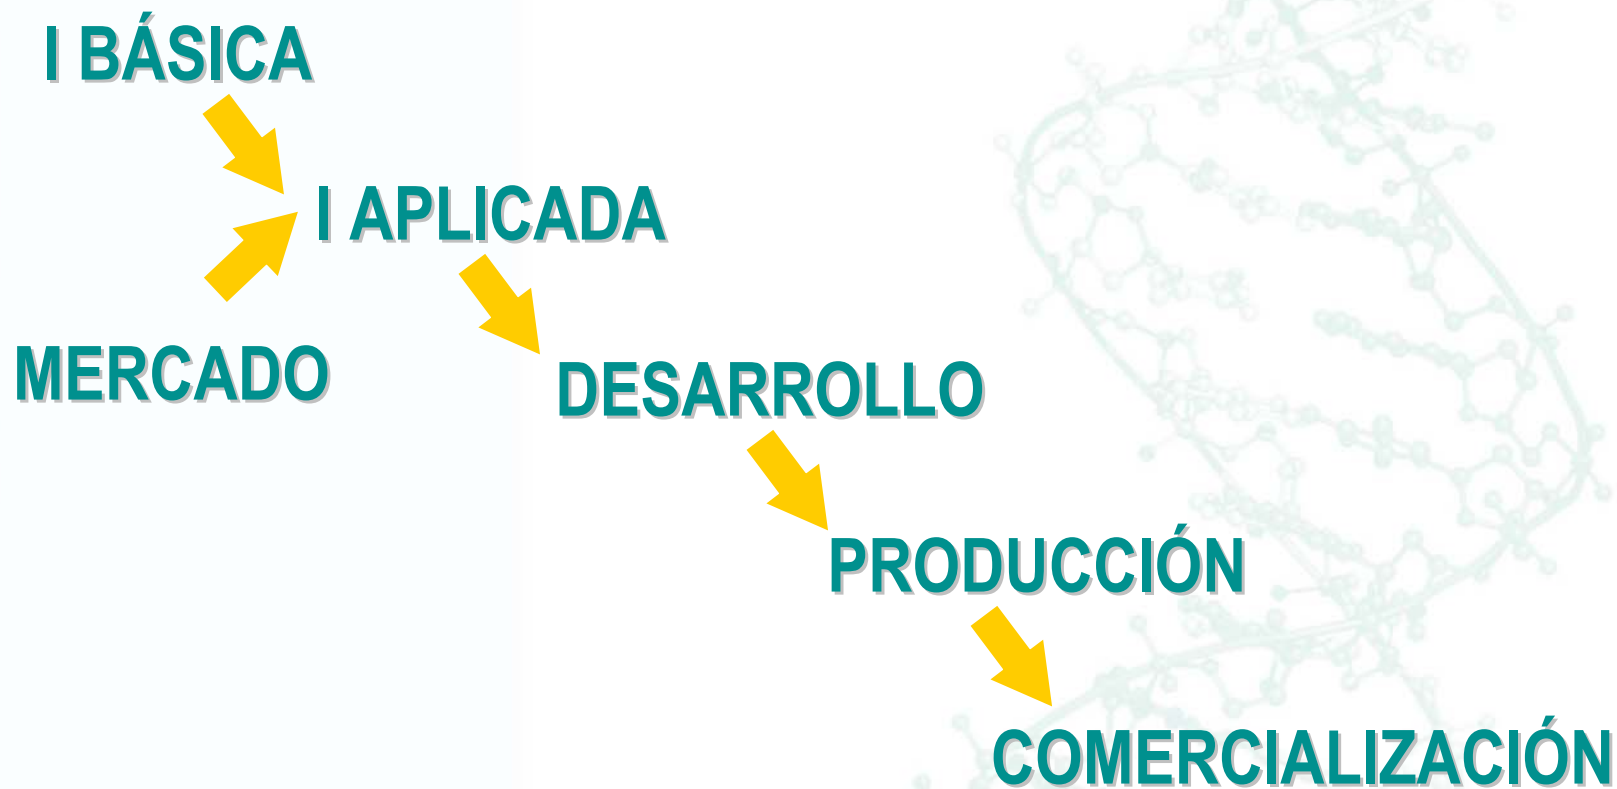 I BÁSICA
I APLICADA
MERCADO
DESARROLLO
PRODUCCIÓN
COMERCIALIZACIÓN